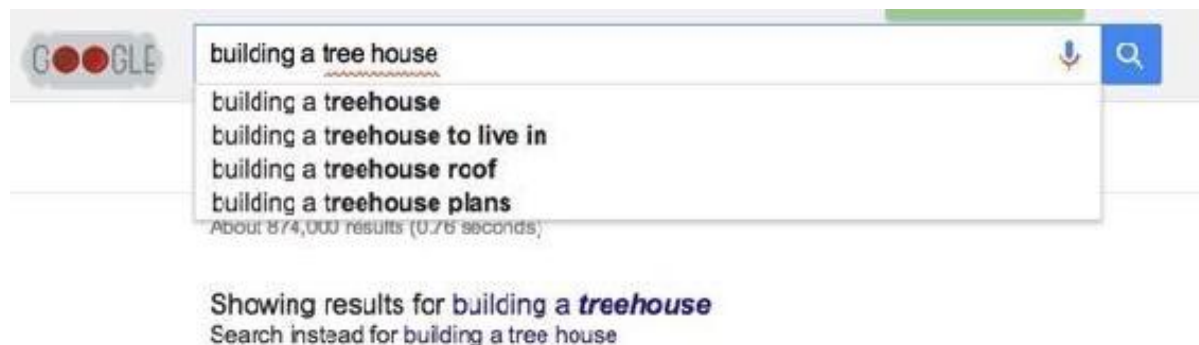 GOOGLE
building a tree house
building a treehouse
building a treehouse to live in
building a treehouse roof
building a treehouse plans
About 874,000 results (0.76 seconds)
Showing results for building a treehouse
Search instead for building a tree house